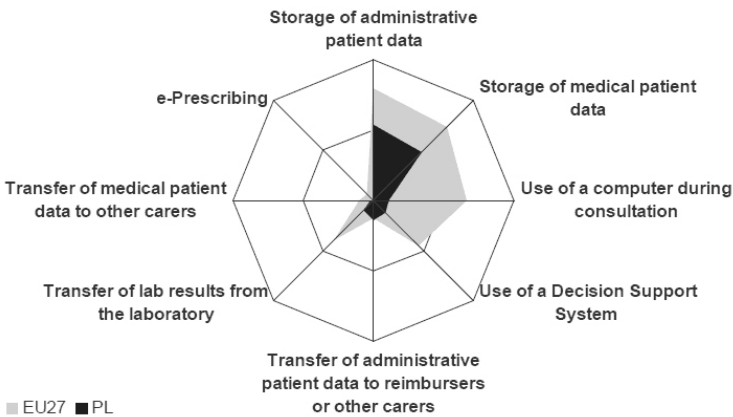 Storage of administrative
patient data
Storage of medical patient
data
e-Prescribing
Transfer of medical patient
data to other carers
Use of a computer during
consultation
Transfer of lab results from
the laboratory
Use of a Decision Support
System
Transfer of administrative
patient data to reimbursers
or other carers
EU27 PL